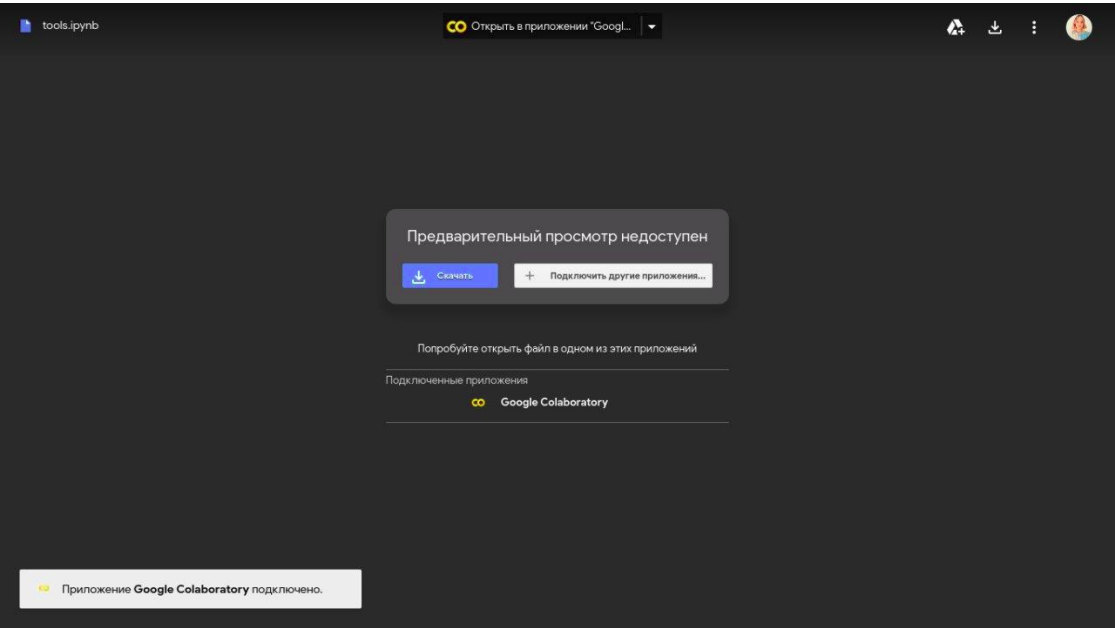 tools.ipynb
Открыть в приложении "Googl...
Предварительный просмотр недоступен
Скачать
+ Подключить другие приложения...
Попробуйте открыть файл в одном из этих приложений
Подключенные приложения
Google Colaboratory
Приложение Google Colaboratory подключено.